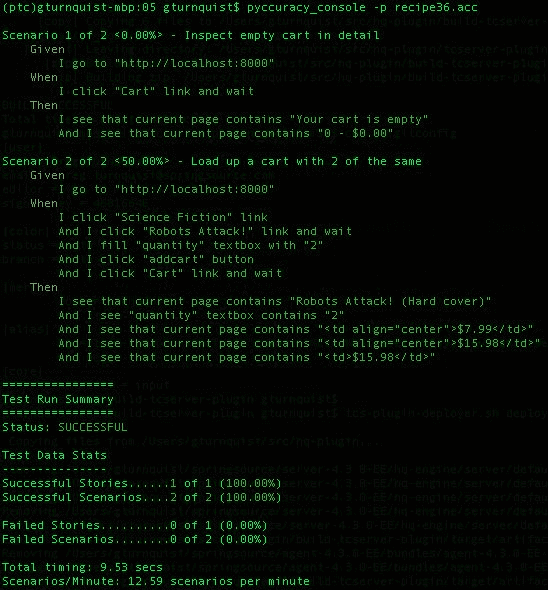 (ptc)gturnquist-mbp:05 gturnquist$ pyccuracy_console -p recipe36.acc
Scenario 1 of 2 <0.00%> - Inspect empty cart in detail
Given
I go to "http://localhost:8000"
When
I click "Cart" link and wait
Then
I see that current page contains "Your cart is empty"
And I see that current page contains "0 - $0.00"
Scenario 2 of 2 <50.00%> - Load up a cart with 2 of the same
Given
I go to "http://localhost:8000"
When
I click "Science Fiction" link
And I click "Robots Attack!" link and wait
And I fill "quantity" textbox with "2"
And I click "addcart" button
And I click "Cart" link and wait
Then
I see that current page contains "Robots Attack! (Hard cover)"
And I see "quantity" textbox contains "2"
And I see that current page contains "<td align="center">$7.99</td>"
And I see that current page contains "<td align="center">$15.98</td>"
And I see that current page contains "<td>$15.98</td>"
================
Test Run Summary
================
Status: SUCCESSFUL
Test Data Stats
---------------
Successful Stories......1 of 1 (100.00%)
Successful Scenarios....2 of 2 (100.00%)
Failed Stories..........0 of 1 (0.00%)
Failed Scenarios........0 of 2 (0.00%)
Total timing: 9.53 secs
Scenarios/Minute: 12.59 scenarios per minute